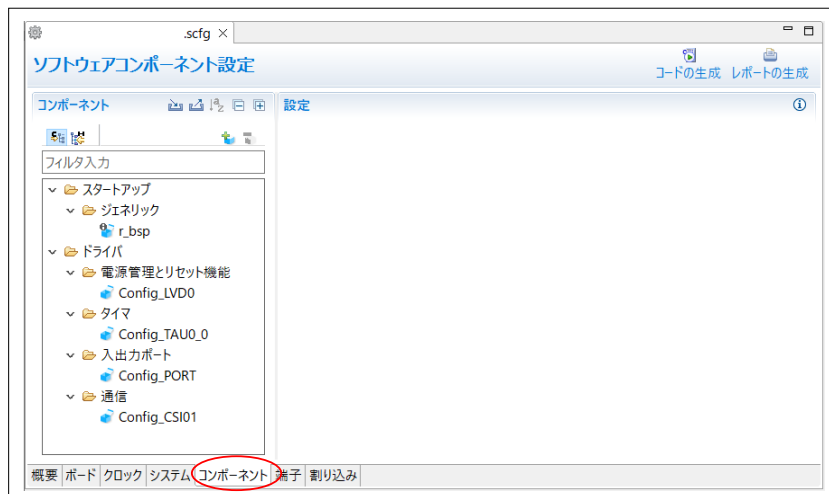 .scfg
ソフトウェアコンポーネント設定
コードの生成 レポートの生成
コンポーネント
設定
フィルタ入力
スタートアップ
ジェネリック
r_bsp
ドライバ
電源管理とリセット機能
Config_LVD0
タイマ
Config_TAU0_0
入出力ポート
Config_PORT
通信
Config_CSI01
概要 ボード クロック システム コンポーネント 端子 割り込み